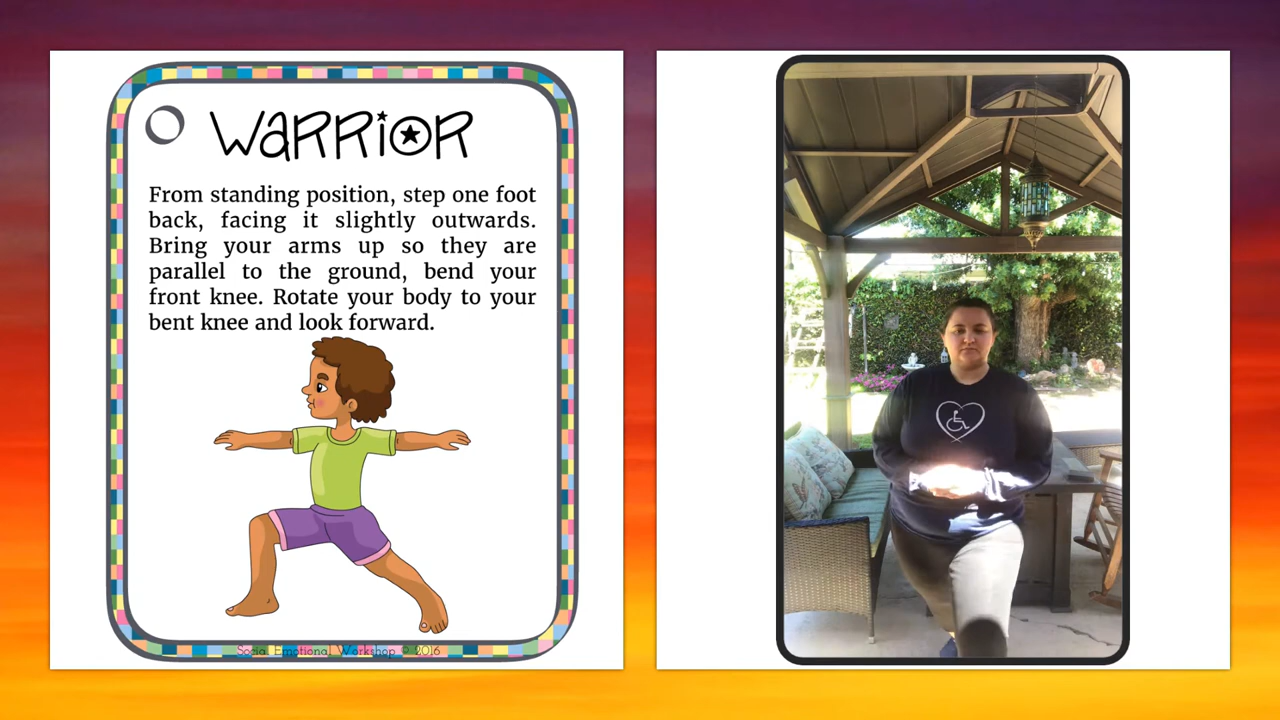 WARRiOR
From standing position, step one foot
back, facing it slightly outwards.
Bring your arms up so they are
parallel to the ground, bend your
front knee. Rotate your body to your
bent knee and look forward.
Social Emotional Workshop © 2016